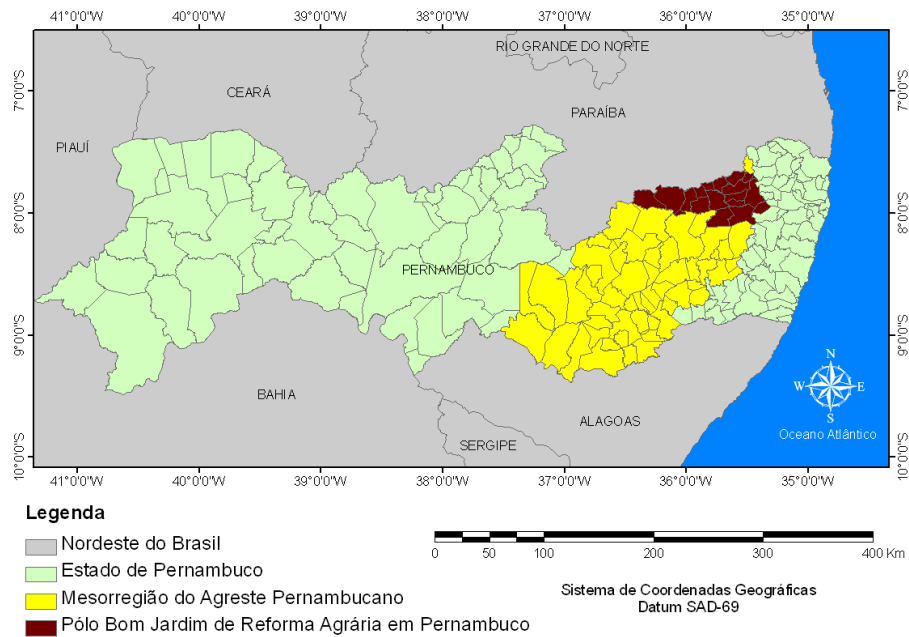 41°0'0"W 40°0'0"W 39°0'0"W 38°0'0"W 37°0'0"W 36°0'0"W 35°0'0"W
RIO GRANDE DO NORTE
7°0'0"S
7°0'0"S
CEARÁ
PARAÍBA
PIAUÍ
8°0'0"S
8°0'0"S
PERNAMBUCO
9°0'0"S
9°0'0"S
N
W E
S
BAHIA
ALAGOAS
Oceano Atlântico
SERGIPE
10°0'0"S
10°0'0"S
41°0'0"W 40°0'0"W 39°0'0"W 38°0'0"W 37°0'0"W 36°0'0"W 35°0'0"W
Legenda
Nordeste do Brasil
Estado de Pernambuco
Mesorregião do Agreste Pernambucano
Pólo Bom Jardim de Reforma Agrária em Pernambuco
0 50 100 200 300 400 Km
Sistema de Coordenadas Geográficas
Datum SAD-69